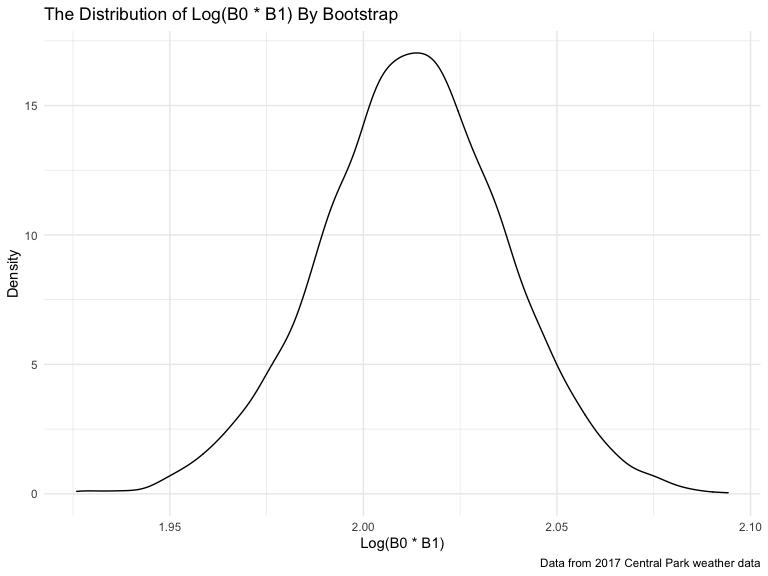 The Distribution of Log(B0 * B1) By Bootstrap
15
10
5
0
Density
1.95 2.00 2.05 2.10
Log(B0 * B1)
Data from 2017 Central Park weather data